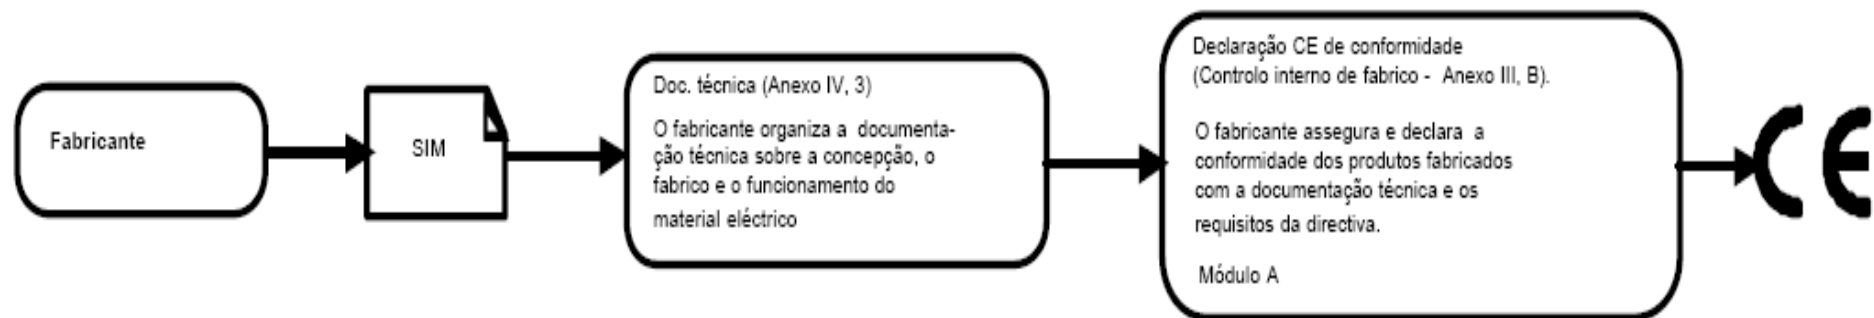 Fabricante
SIM
Doc. técnica (Anexo IV, 3)
O fabricante organiza a documenta-
ção técnica sobre a concepção, o
fabrico e o funcionamento do
material eléctrico
Declaração CE de conformidade
(Controlo interno de fabrico - Anexo III, B).
O fabricante assegura e declara a
conformidade dos produtos fabricados
com a documentação técnica e os
requisitos da directiva.
Módulo A
CE